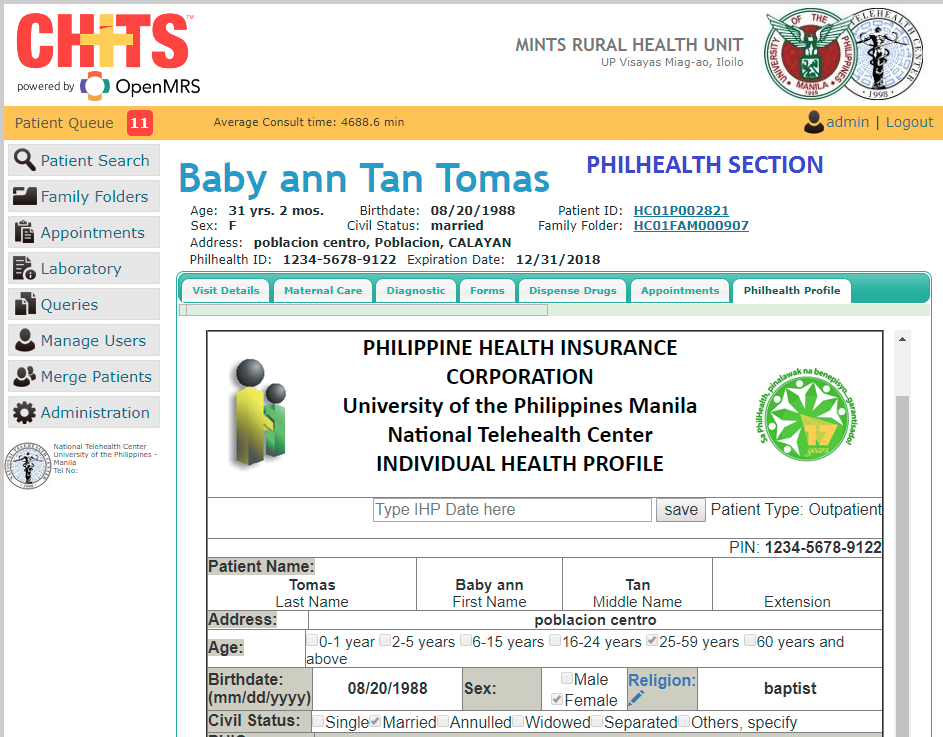 CHITS™
powered by OpenMRS
MINTS RURAL HEALTH UNIT
UP Visayas Miag-ao, Iloilo
UNIVERSITY OF THE PHILIPPINES MANILA 1908
TELEHEALTH CENTER 1998
Patient Queue 11
Average Consult time: 4688.6 min
admin | Logout
Patient Search
Family Folders
Appointments
Laboratory
Queries
Manage Users
Merge Patients
Administration
National Telehealth Center
University of the Philippines -
Manila
Tel No:
Baby ann Tan Tomas
PHILHEALTH SECTION
Age: 31 yrs. 2 mos. Birthdate: 08/20/1988 Patient ID: HC01P002821
Sex: F Civil Status: married Family Folder: HC01FAM000907
Address: poblacion centro, Poblacion, CALAYAN
Philhealth ID: 1234-5678-9122 Expiration Date: 12/31/2018
Visit Details Maternal Care Diagnostic Forms Dispense Drugs Appointments Philhealth Profile
PHILIPPINE HEALTH INSURANCE
CORPORATION
University of the Philippines Manila
National Telehealth Center
INDIVIDUAL HEALTH PROFILE
Sa PhilHealth, pinalawak na benepisyo...garantisado!
17 years
Type IHP Date here save Patient Type: Outpatient
PIN: 1234-5678-9122
Patient Name:
Tomas Baby ann Tan
Last Name First Name Middle Name Extension
Address: poblacion centro
Age: 0-1 year 2-5 years 6-15 years 16-24 years 25-59 years 60 years and
above
Birthdate:
(mm/dd/yyyy) 08/20/1988 Sex: Male
Female Religion: baptist
Civil Status: Single Married Annulled Widowed Separated Others, specify